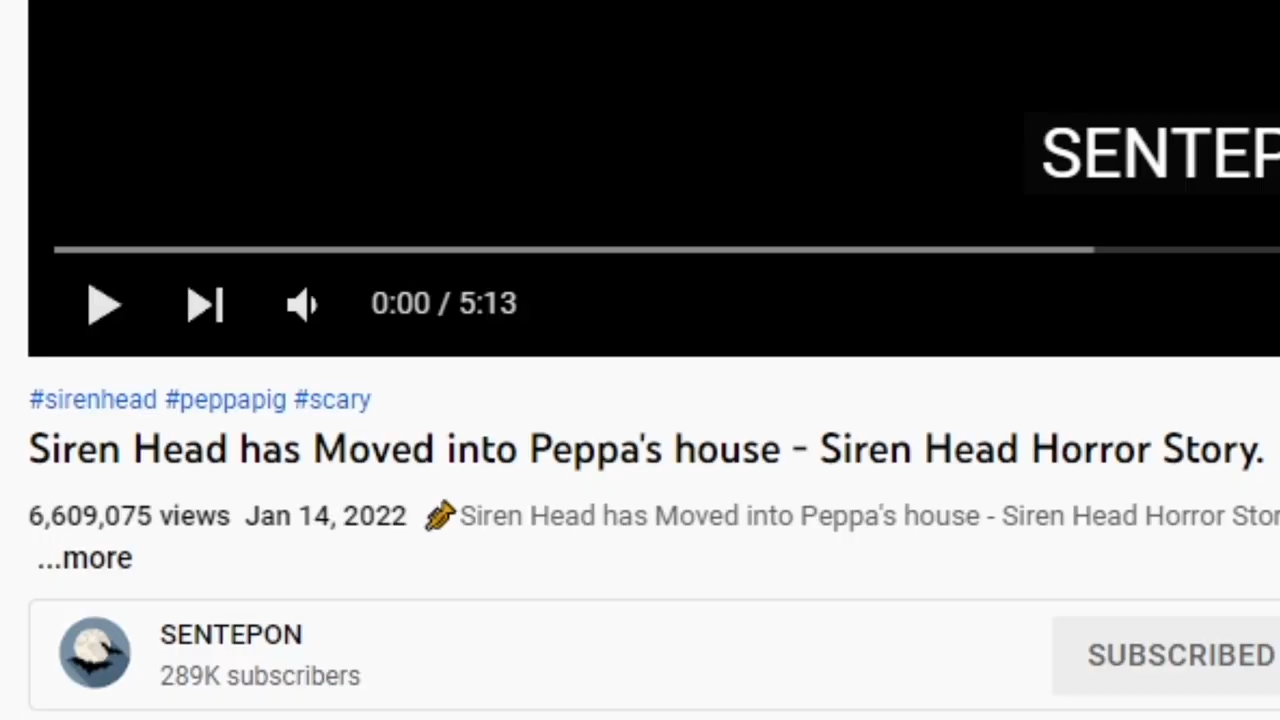 SENTEP
0:00 / 5:13
#sirenhead #peppapig #scary
Siren Head has Moved into Peppa's house - Siren Head Horror Story.
6,609,075 views Jan 14, 2022 🎺Siren Head has Moved into Peppa's house - Siren Head Horror Stor
...more
SENTEPON
289K subscribers
SUBSCRIBED